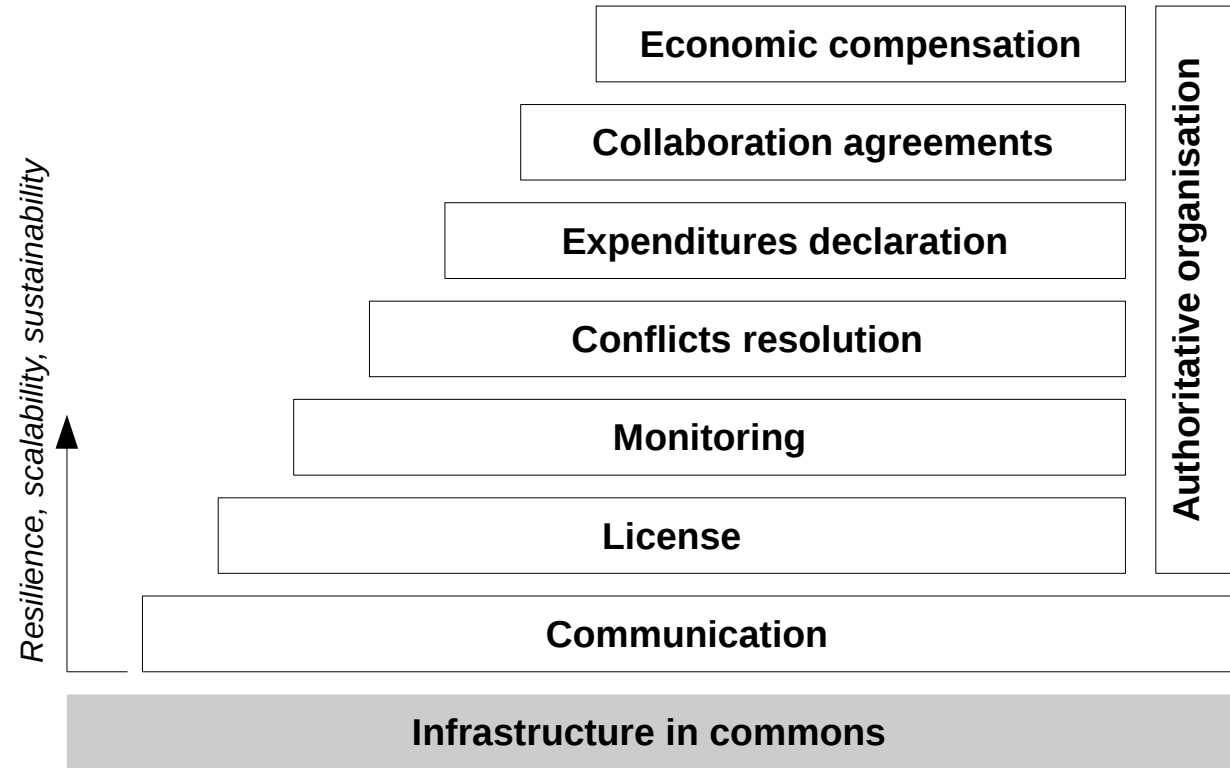 Economic compensation
Collaboration agreements
Expenditures declaration
Conflicts resolution
Monitoring
License
Communication
Infrastructure in commons
Authoritative organisation
Resilience, scalability, sustainability